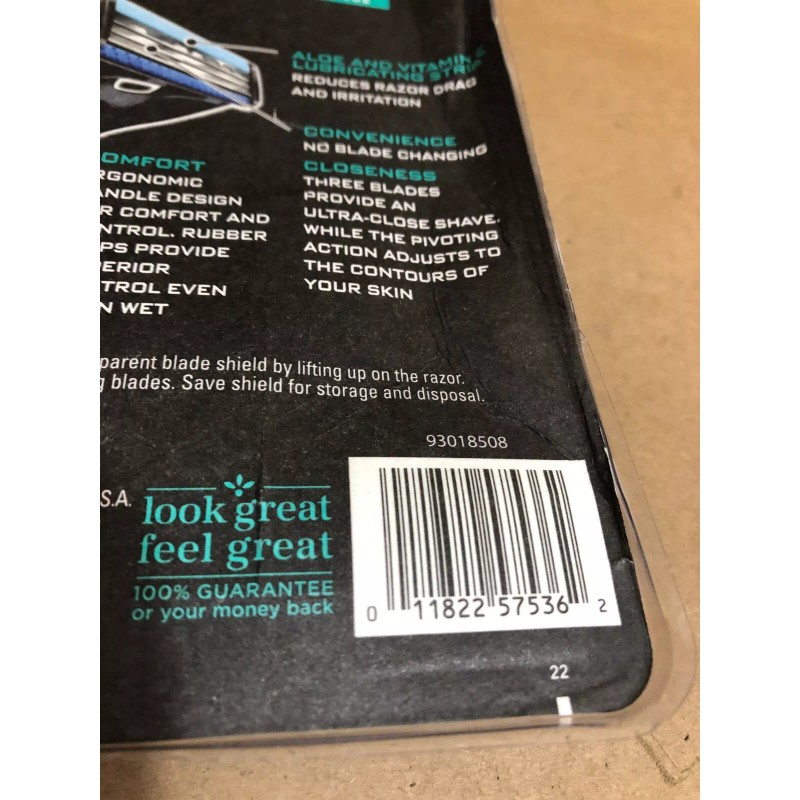 ALOE AND VITAMIN E
LUBRICATING STRIP
REDUCES RAZOR DRAG
AND IRRITATION
CONVENIENCE
NO BLADE CHANGING
CLOSENESS
THREE BLADES
PROVIDE AN
ULTRA-CLOSE SHAVE,
WHILE THE PIVOTING
ACTION ADJUSTS TO
THE CONTOURS OF
YOUR SKIN
OMFORT
RGONOMIC
ANDLE DESIGN
R COMFORT AND
NTROL. RUBBER
PS PROVIDE
PERIOR
TROL EVEN
N WET
parent blade shield by lifting up on the razor.
g blades. Save shield for storage and disposal.
93018508
S.A.
look great
feel great
100% GUARANTEE
or your money back
0 11822 57536 2
22